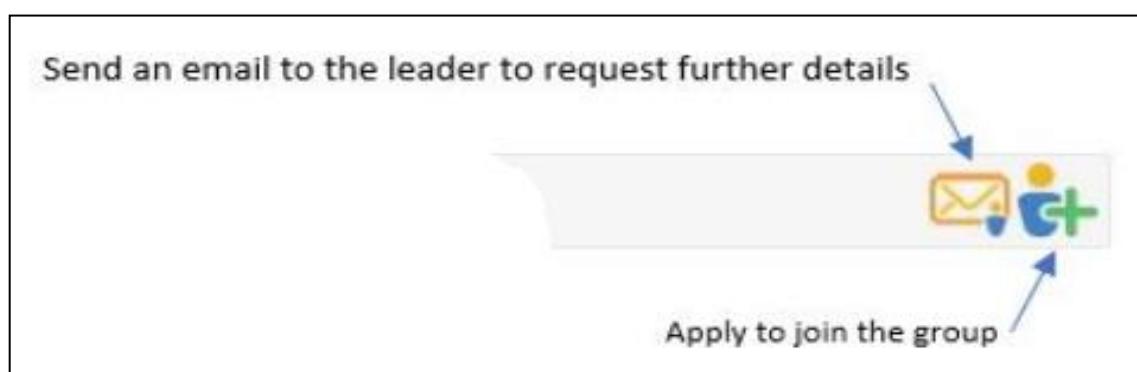 Send an email to the leader to request further details
Apply to join the group